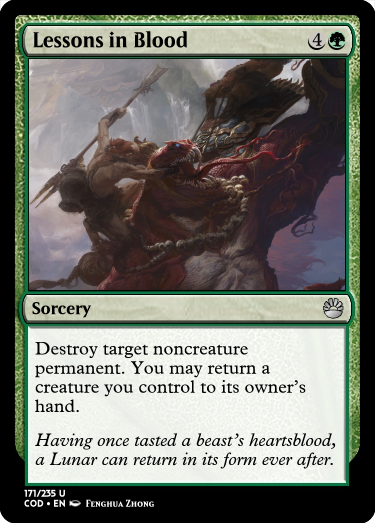 Lessons in Blood 4
Sorcery
Destroy target noncreature
permanent. You may return a
creature you control to its owner's
hand.
Having once tasted a beast's heartsblood,
a Lunar can return in its form ever after.
171/235 U
COD • EN Fenghua Zhong